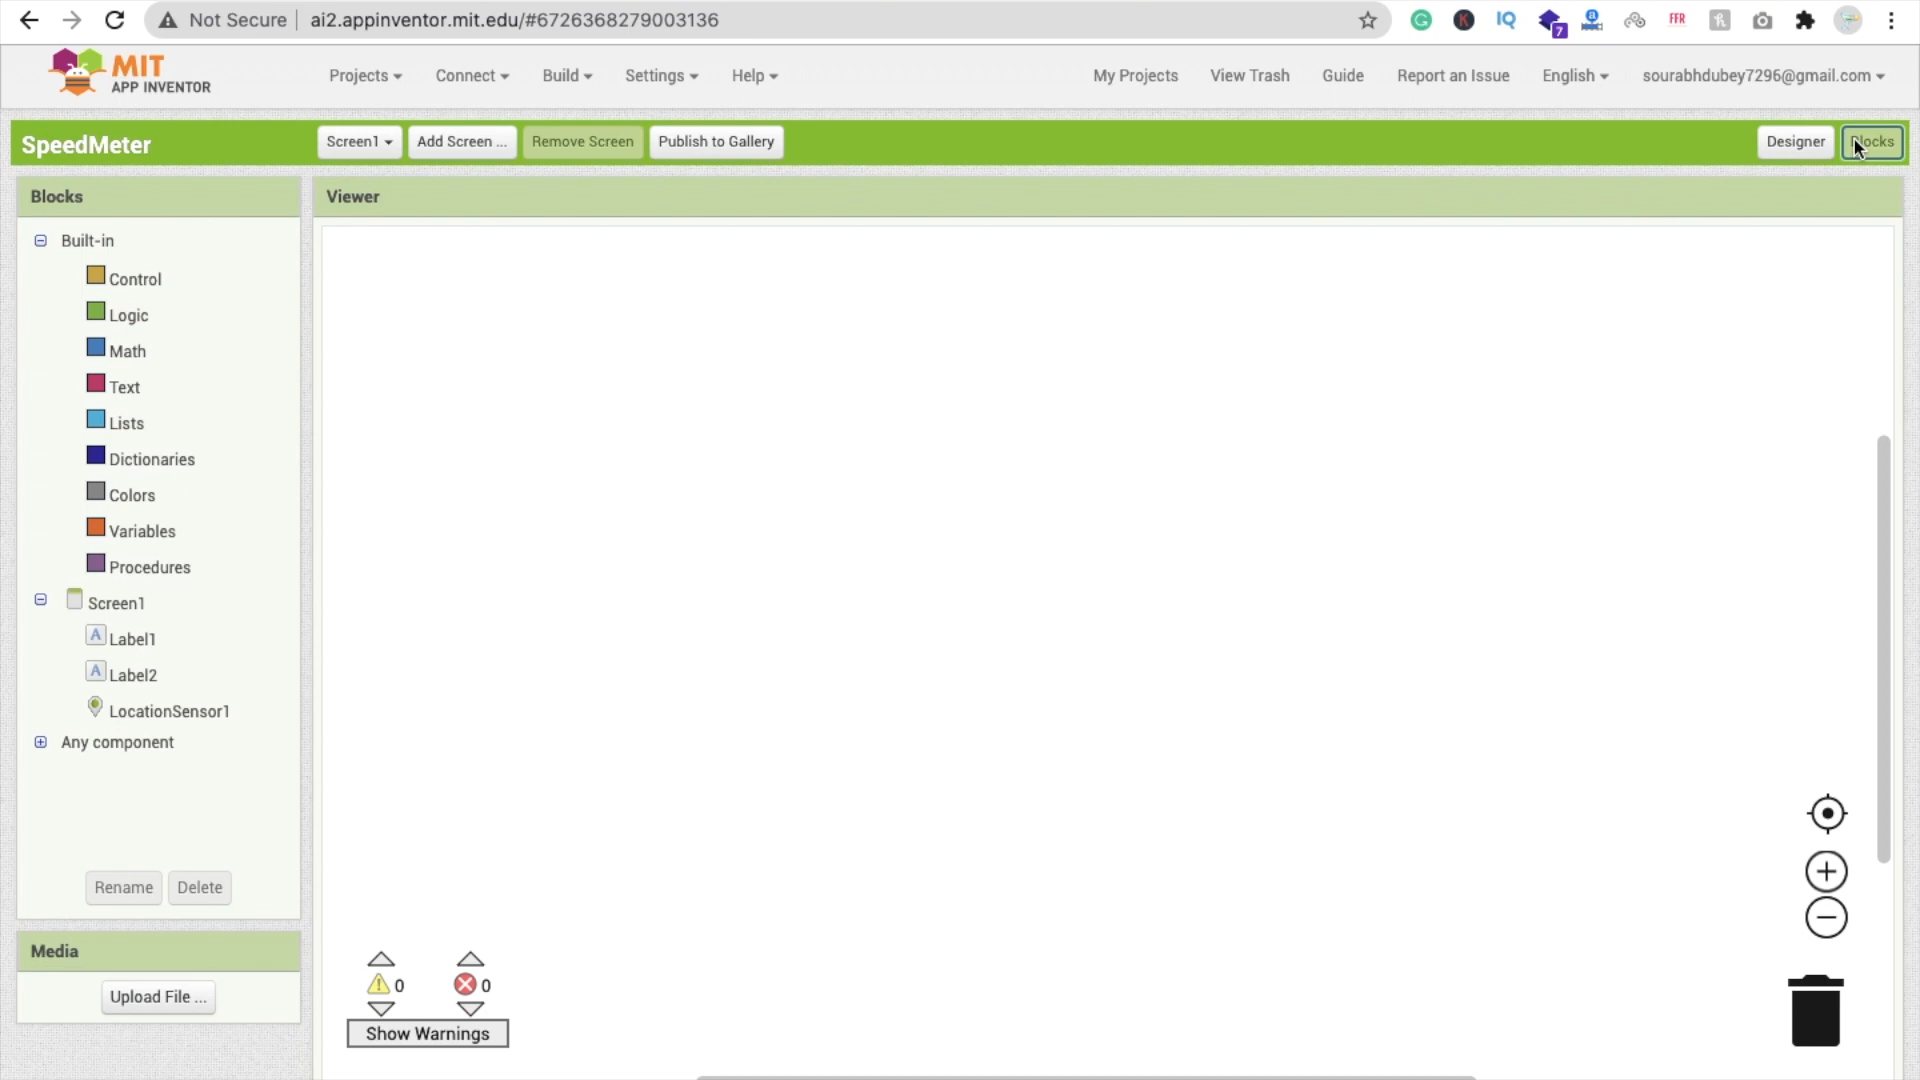 Not Secure
ai2.appinventor.mit.edu/#6726368279003136
IQ
7
a
FFR
K
MIT
APP INVENTOR
Projects
Connect
Build
Settings
Help
My Projects
View Trash
Guide
Report an Issue
English
sourabhdubey7296@gmail.com
SpeedMeter
Screen1
Add Screen ...
Remove Screen
Publish to Gallery
Designer
Blocks
Blocks
Viewer
Built-in
Control
Logic
Math
Text
Lists
Dictionaries
Colors
Variables
Procedures
Screen1
A Label1
A Label2
LocationSensor1
Any component
Rename
Delete
Media
Upload File ...
0
0
Show Warnings